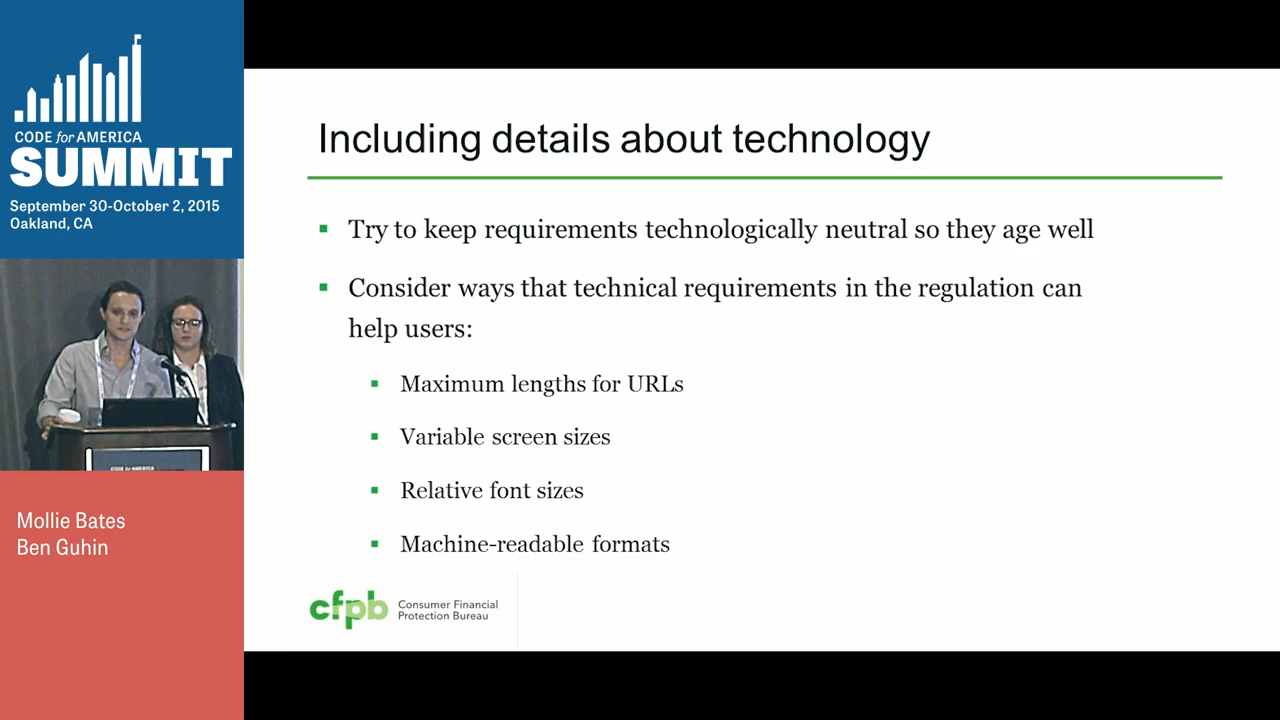 CODE for AMERICA
SUMMIT
September 30-October 2, 2015
Oakland, CA
CODE for AMERICA
Mollie Bates
Ben Guhin
Including details about technology
Try to keep requirements technologically neutral so they age well
Consider ways that technical requirements in the regulation can
help users:
Maximum lengths for URLs
Variable screen sizes
Relative font sizes
Machine-readable formats
cfpb Consumer Financial
Protection Bureau